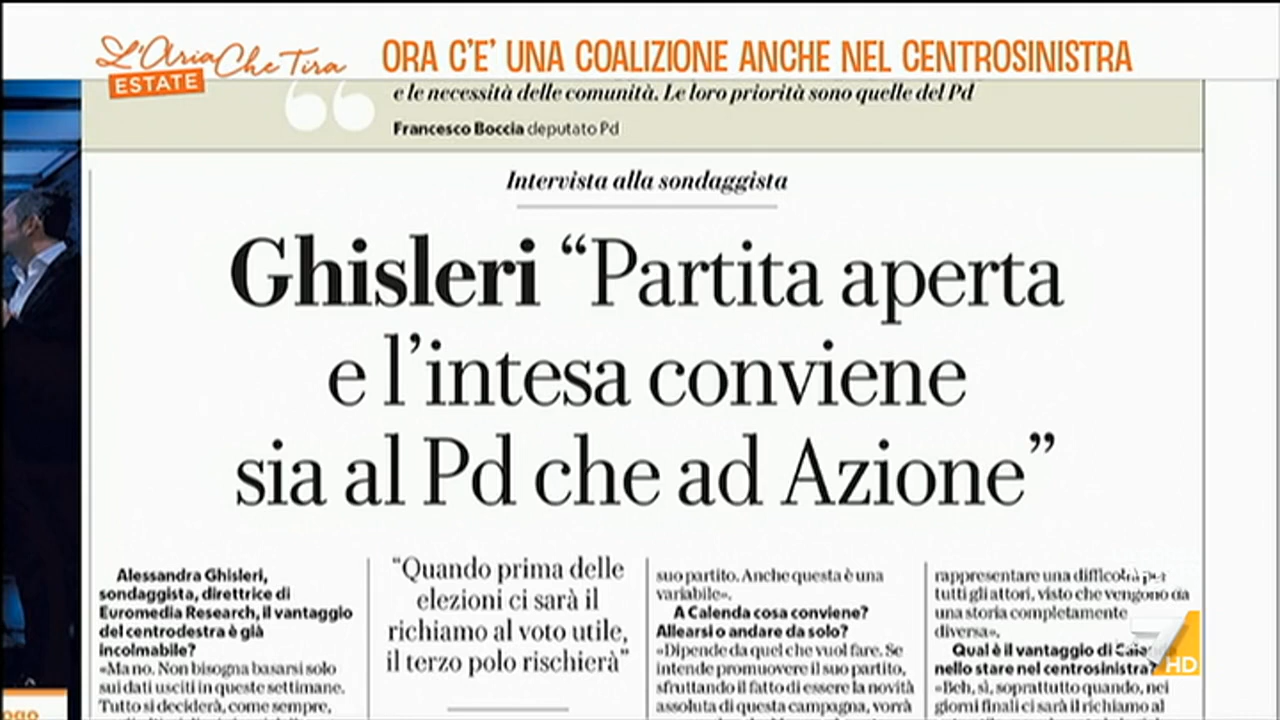 L'Aria Che Tira
ESTATE
ORA C'E' UNA COALIZIONE ANCHE NEL CENTROSINISTRA
e le necessità delle comunità. Le loro priorità sono quelle del Pd
Francesco Boccia deputato Pd
Intervista alla sondaggista
Ghisleri “Partita aperta
e l’intesa conviene
sia al Pd che ad Azione”
Alessandra Ghisleri,
sondaggista, direttrice di
Euromedia Research, il vantaggio
del centrodestra è già
incolmabile?
«Ma no. Non bisogna basarsi solo
sui dati usciti in queste settimane.
Tutto si deciderà, come sempre,
“Quando prima delle
elezioni ci sarà il
richiamo al voto utile,
il terzo polo rischierà”
suo partito. Anche questa è una
variabile».
A Calenda cosa conviene?
Allearsi o andare da solo?
«Dipende da quel che vuol fare. Se
intende promuovere il suo partito,
sfruttando il fatto di essere la novità
assoluta di questa campagna, vorrà
rappresentare una difficoltà per
tutti gli attori, visto che vengono da
una storia completamente
diversa».
Qual è il vantaggio di
nello stare nel centrosinistra?
«Beh, sì, soprattutto quando, nei
giorni finali ci sarà il richiamo al
7
HD